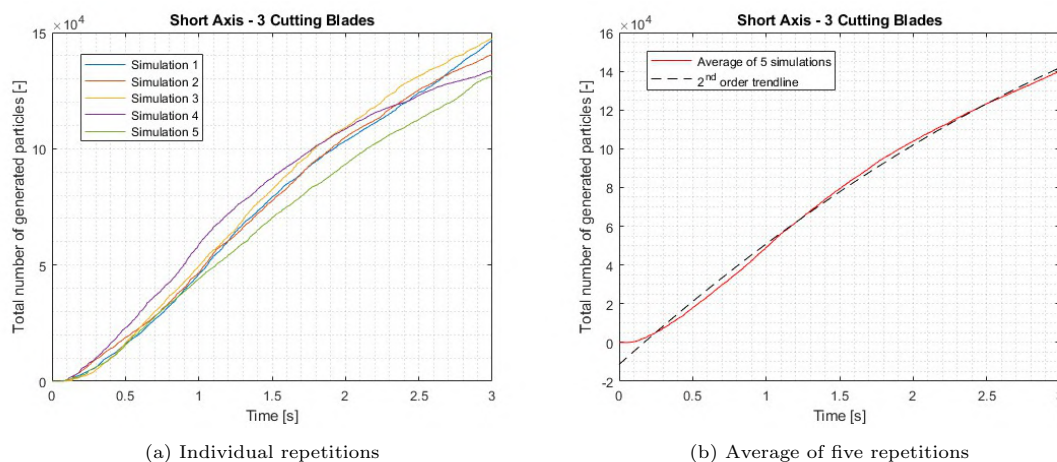 Short Axis - 3 Cutting Blades
×10⁴
15
10
5
0
Total number of generated particles [-]
Simulation 1
Simulation 2
Simulation 3
Simulation 4
Simulation 5
0 0.5 1 1.5 2 2.5 3
Time [s]
(a) Individual repetitions
Short Axis - 3 Cutting Blades
×10⁴
16
14
12
10
8
6
4
2
0
-2
Total number of generated particles [-]
Average of 5 simulations
2nd order trendline
0 0.5 1 1.5 2 2.5 3
Time [s]
(b) Average of five repetitions